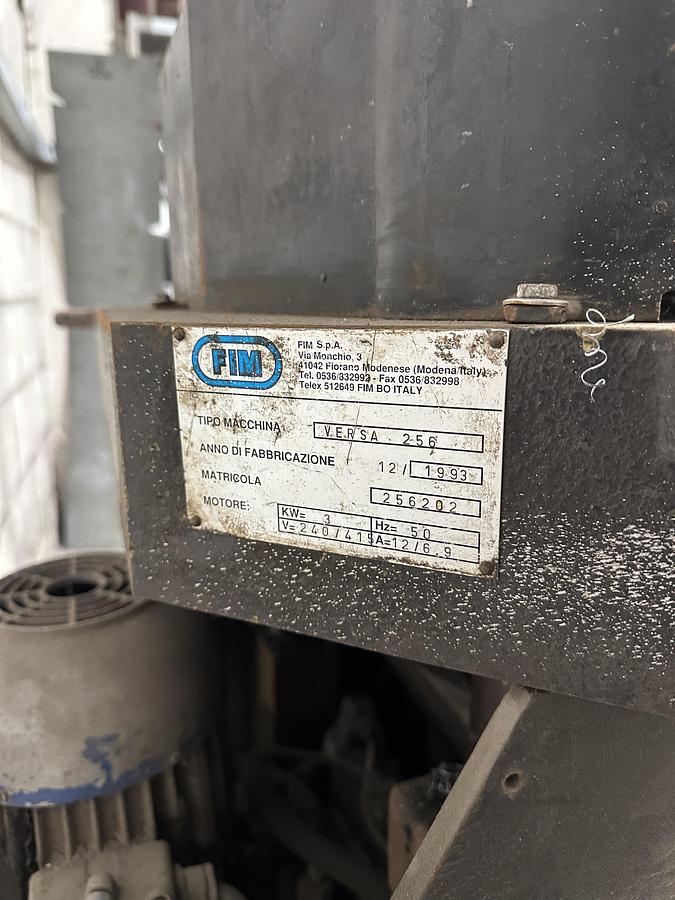 FIM
FIM S.p.A.
Via Monchio, 3
41042 Fiorano Modenese (Modena/Italy)
Tel. 0536/832992 - Fax 0536/832998
Telex 512649 FIM BO ITALY
TIPO MACCHINA VERSA . 256
ANNO DI FABBRICAZIONE 12/ 1993
MATRICOLA 256202
MOTORE: KW= 3 Hz= 50
V= 240/415 A= 12/6.9